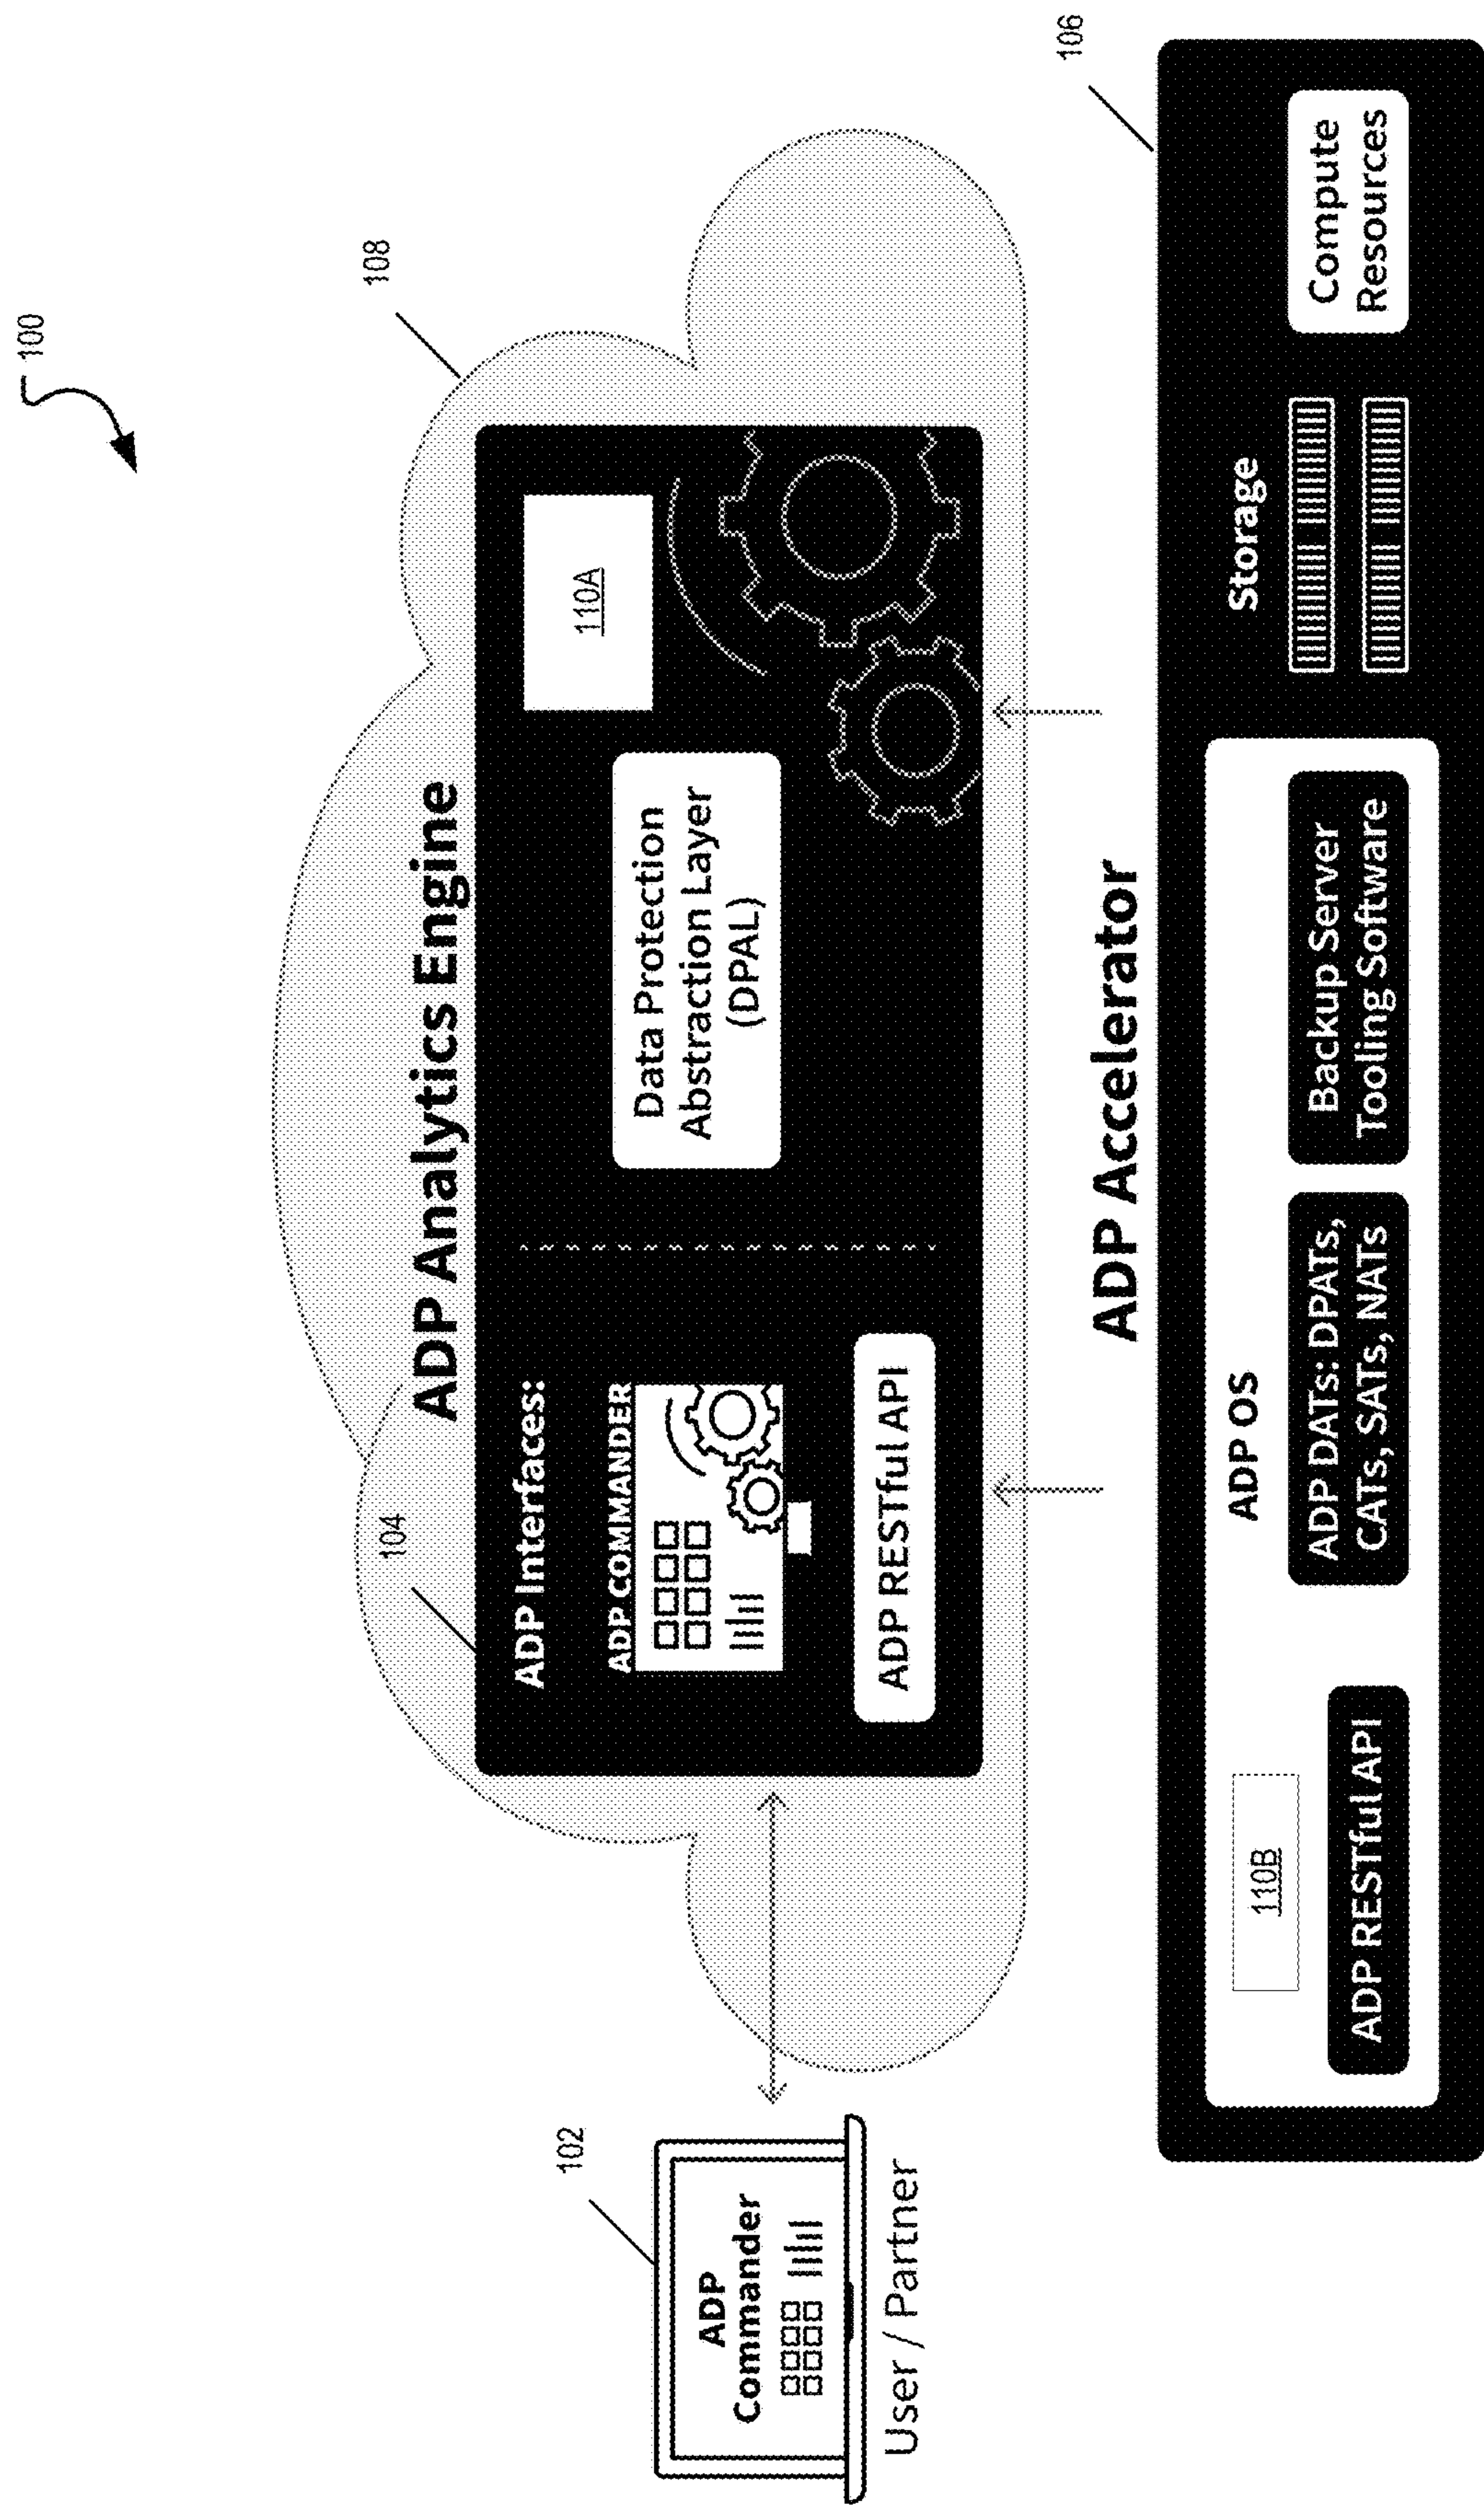 100
108
ADP Analytics Engine
104
ADP Interfaces:
ADP COMMANDER
ADP RESTful API
Data Protection
Abstraction Layer
(DPAL)
110A
102
ADP
Commander
User / Partner
ADP Accelerator
106
ADP OS
110B
ADP RESTful API
ADP DATs: DPATs,
CATs, SATs, NATs
Backup Server
Tooling Software
Storage
Compute
Resources